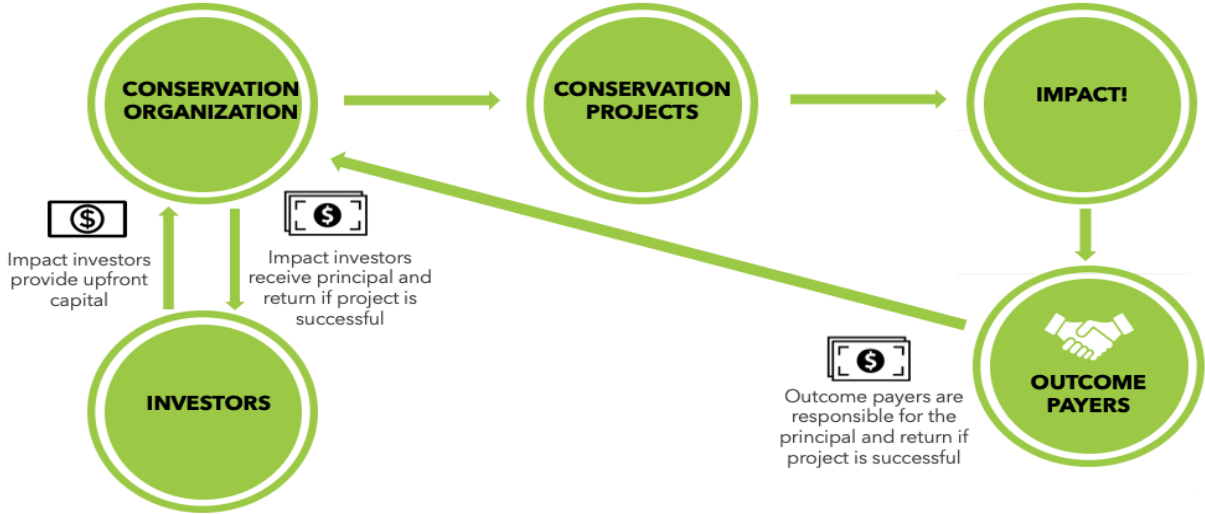 CONSERVATION
ORGANIZATION
CONSERVATION
PROJECTS
IMPACT!
$
Impact investors
provide upfront
capital
$
Impact investors
receive principal and
return if project is
successful
INVESTORS
$
Outcome payers are
responsible for the
principal and return if
project is successful
OUTCOME
PAYERS